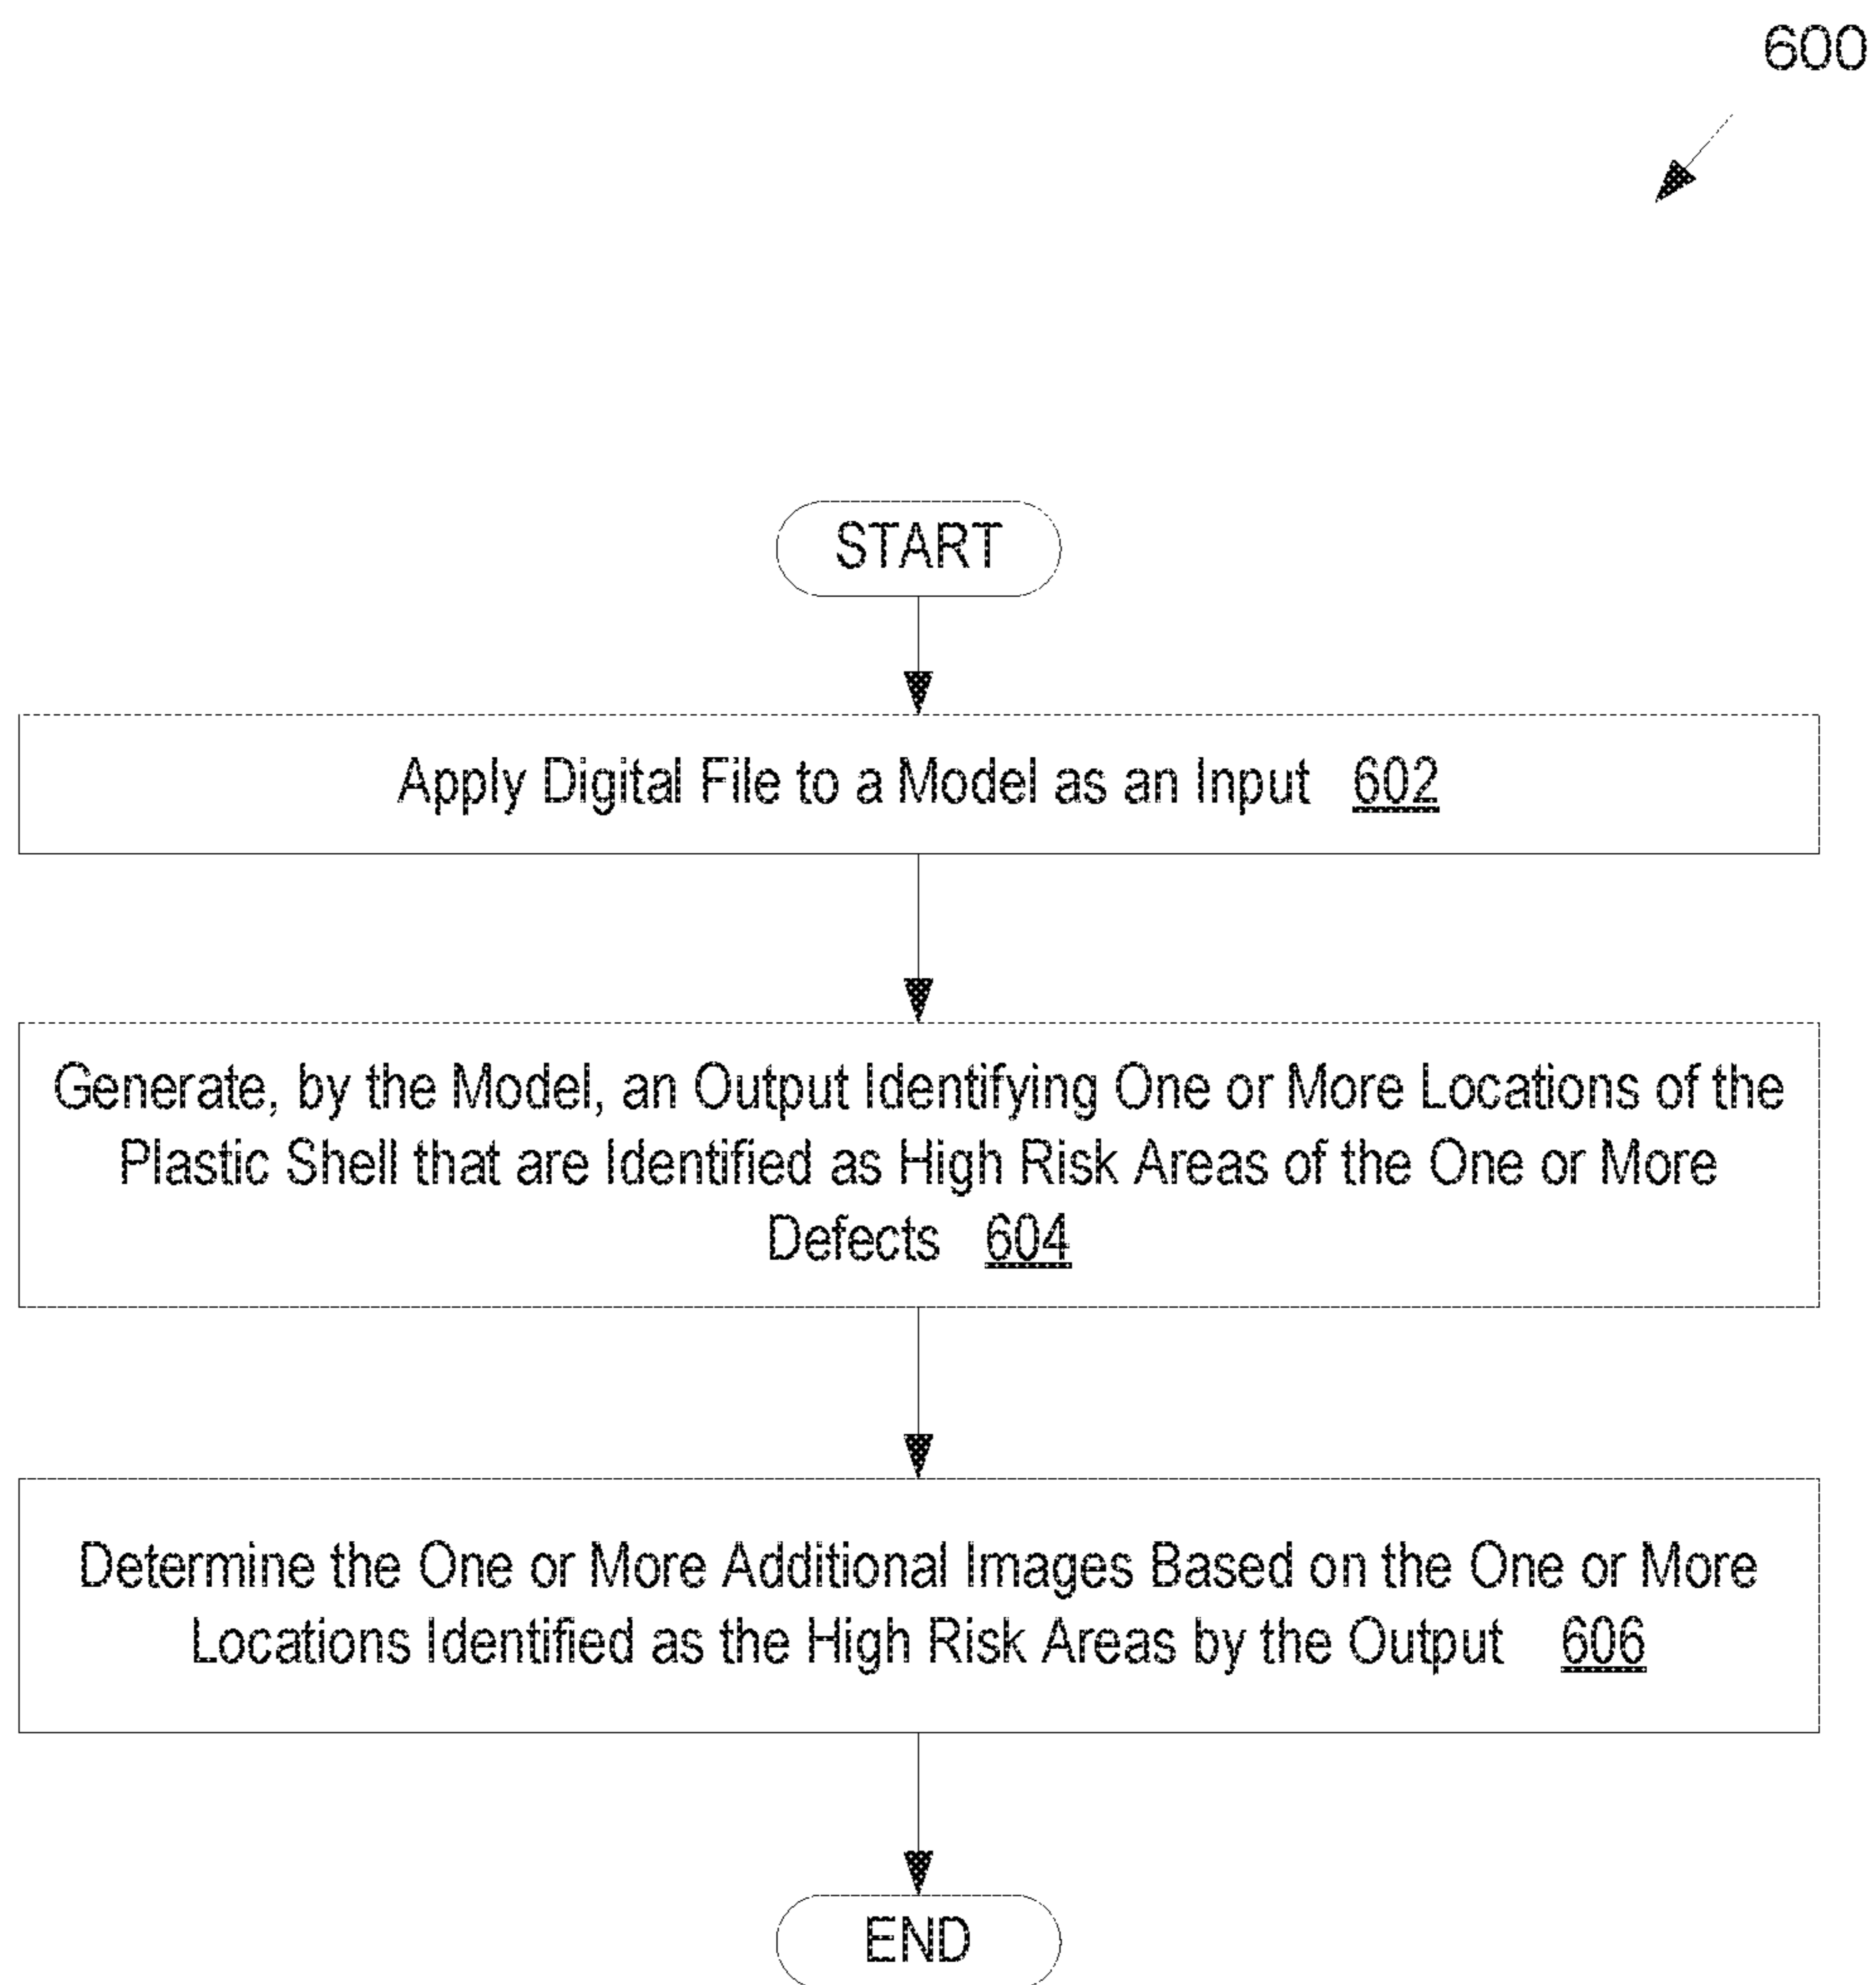 600
START
Apply Digital File to a Model as an Input 602
Generate, by the Model, an Output Identifying One or More Locations of the
Plastic Shell that are Identified as High Risk Areas of the One or More
Defects 604
Determine the One or More Additional Images Based on the One or More
Locations Identified as the High Risk Areas by the Output 606
END